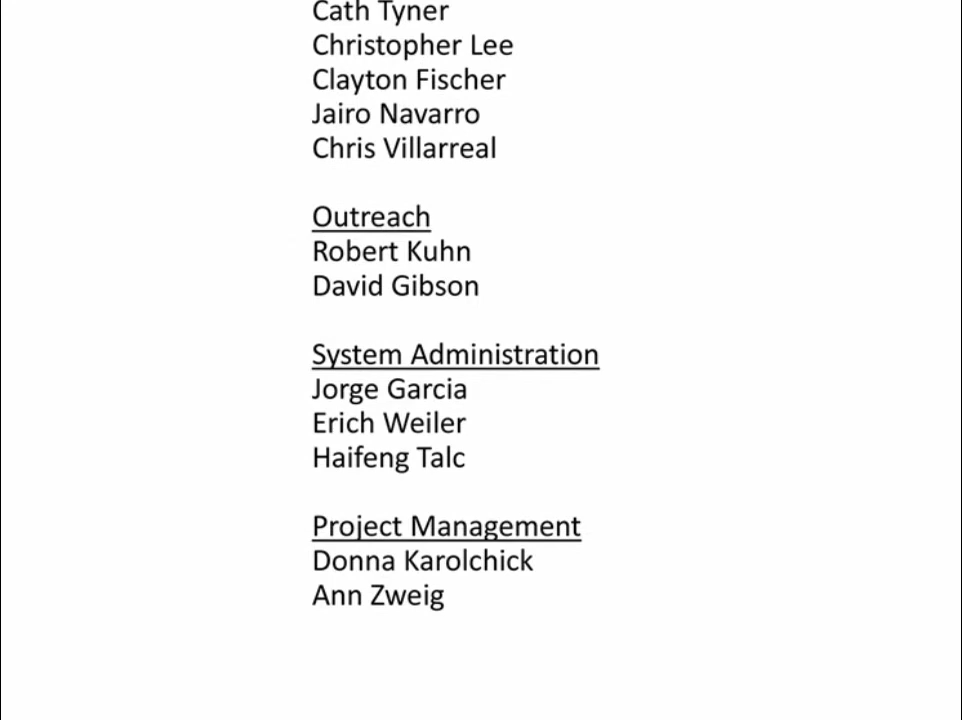 Cath Tyner
Christopher Lee
Clayton Fischer
Jairo Navarro
Chris Villarreal
Outreach
Robert Kuhn
David Gibson
System Administration
Jorge Garcia
Erich Weiler
Haifeng Talc
Project Management
Donna Karolchick
Ann Zweig